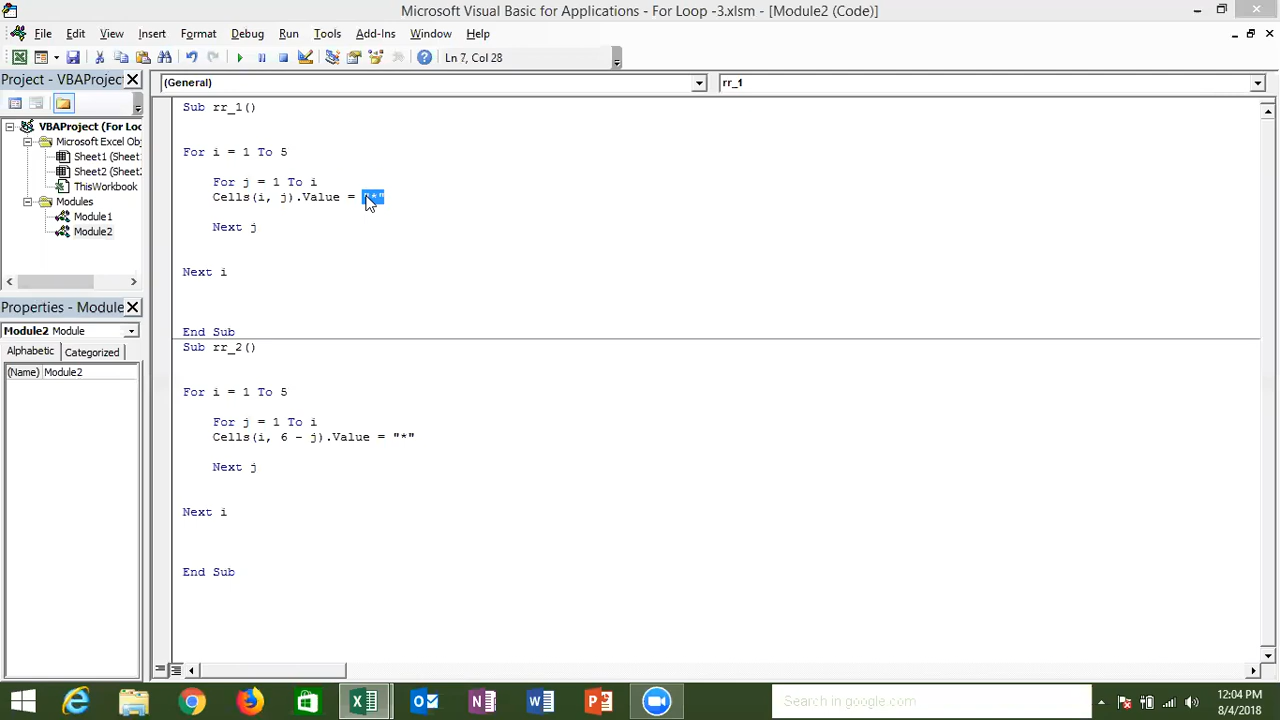 Microsoft Visual Basic for Applications - For Loop -3.xlsm - [Module2 (Code)]
File Edit View Insert Format Debug Run Tools Add-Ins Window Help
Ln 7, Col 28
Project - VBAProject
(General)
rr_1
VBAProject (For Loo
Microsoft Excel Obj
Sheet1 (Sheet
Sheet2 (Sheet
ThisWorkbook
Modules
Module1
Module2
Properties - Module
Module2 Module
Alphabetic Categorized
(Name) Module2
Sub rr_1()
For i = 1 To 5
For j = 1 To i
Cells(i, j).Value = "*"
Next j
Next i
End Sub
Sub rr_2()
For i = 1 To 5
For j = 1 To i
Cells(i, 6 - j).Value = "*"
Next j
Next i
End Sub
Search in google.com
12:04 PM
8/4/2018